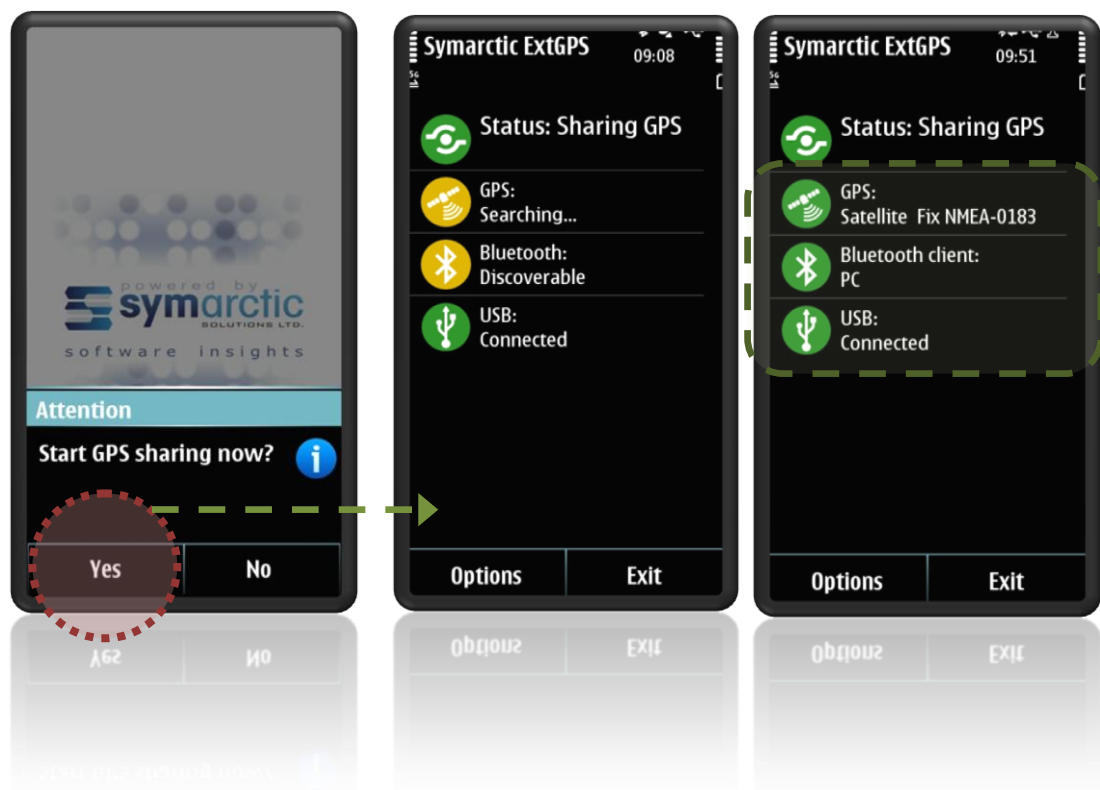 powered by
symarctic
SOLUTIONS LTD.
software insights
Attention
Start GPS sharing now?
Yes
No
Symarctic ExtGPS
09:08
Status: Sharing GPS
GPS:
Searching...
Bluetooth:
Discoverable
USB:
Connected
Options
Exit
Symarctic ExtGPS
09:51
Status: Sharing GPS
GPS:
Satellite Fix NMEA-0183
Bluetooth client:
PC
USB:
Connected
Options
Exit